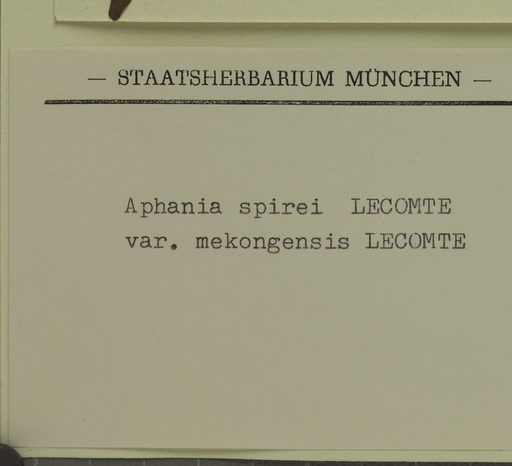 — STAATSHERBARIUM MÜNCHEN —
Aphania spirei LECOMTE
var. mekongensis LECOMTE